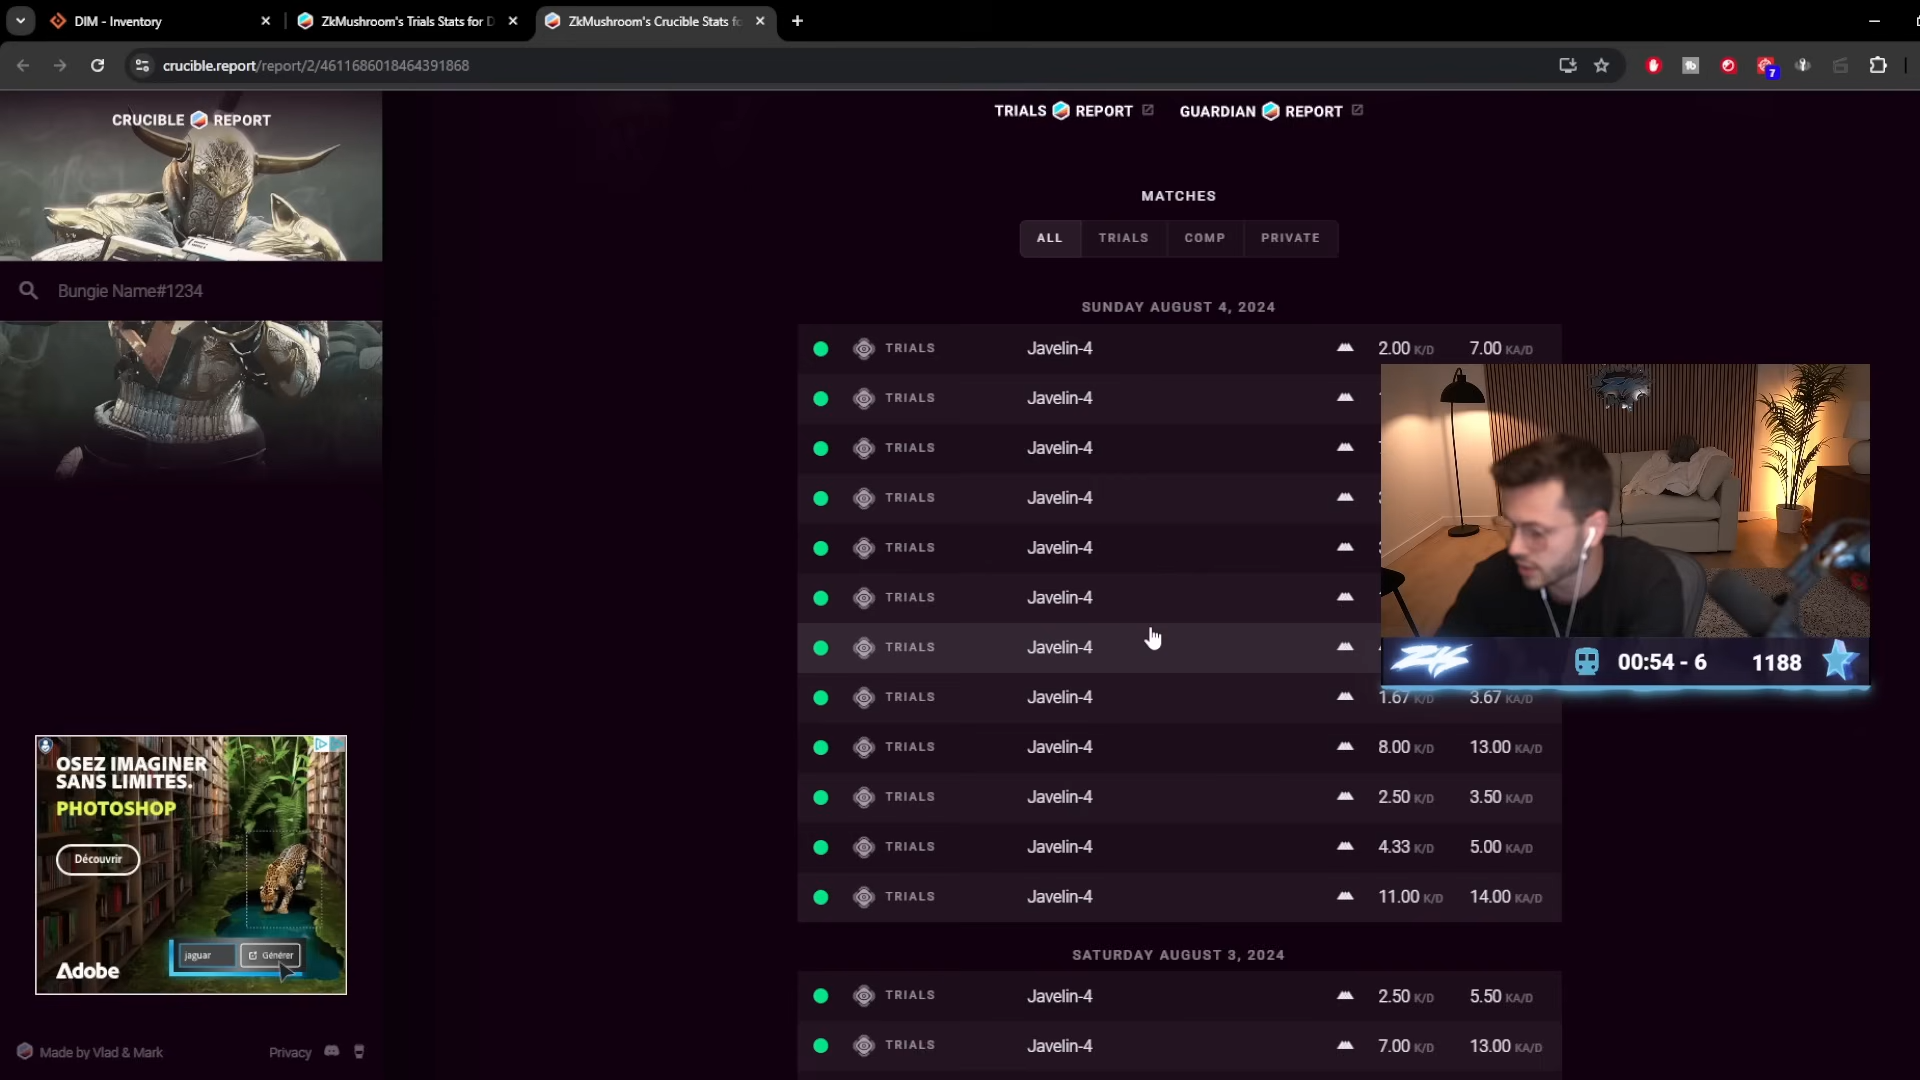 DIM - Inventory
ZkMushroom's Trials Stats for D
ZkMushroom's Crucible Stats fo
crucible.report/report/2/4611686018464391868
7
CRUCIBLE REPORT
Bungie Name#1234
TRIALS REPORT
GUARDIAN REPORT
MATCHES
ALL
TRIALS
COMP
PRIVATE
SUNDAY AUGUST 4, 2024
TRIALS Javelin-4 2.00 K/D 7.00 KA/D
TRIALS Javelin-4
TRIALS Javelin-4
TRIALS Javelin-4
TRIALS Javelin-4
TRIALS Javelin-4
TRIALS Javelin-4
TRIALS Javelin-4 1.67 K/D 3.67 KA/D
TRIALS Javelin-4 8.00 K/D 13.00 KA/D
TRIALS Javelin-4 2.50 K/D 3.50 KA/D
TRIALS Javelin-4 4.33 K/D 5.00 KA/D
TRIALS Javelin-4 11.00 K/D 14.00 KA/D
SATURDAY AUGUST 3, 2024
TRIALS Javelin-4 2.50 K/D 5.50 KA/D
TRIALS Javelin-4 7.00 K/D 13.00 KA/D
ZK
00:54 - 6
1188
OSEZ IMAGINER
SANS LIMITES.
PHOTOSHOP
Découvrir
jaguar
Générer
Adobe
Made by Vlad & Mark
Privacy